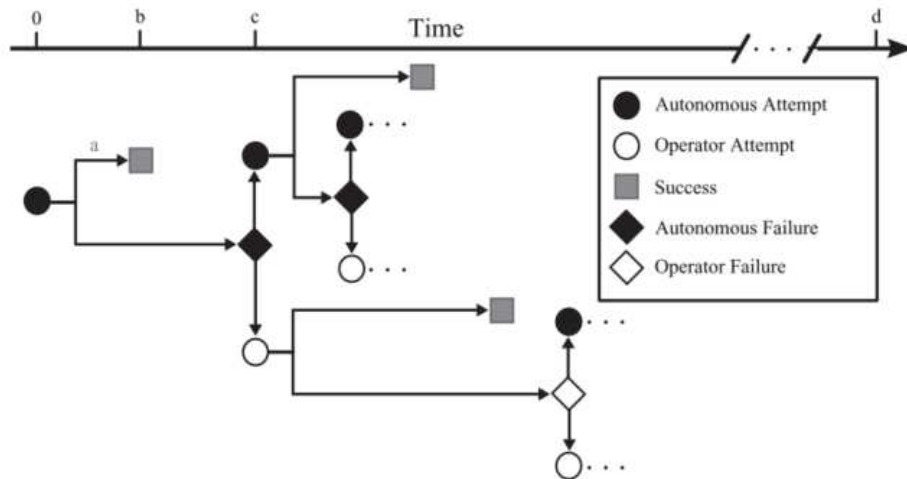 0 b c d
Time
a
Autonomous Attempt
Operator Attempt
Success
Autonomous Failure
Operator Failure